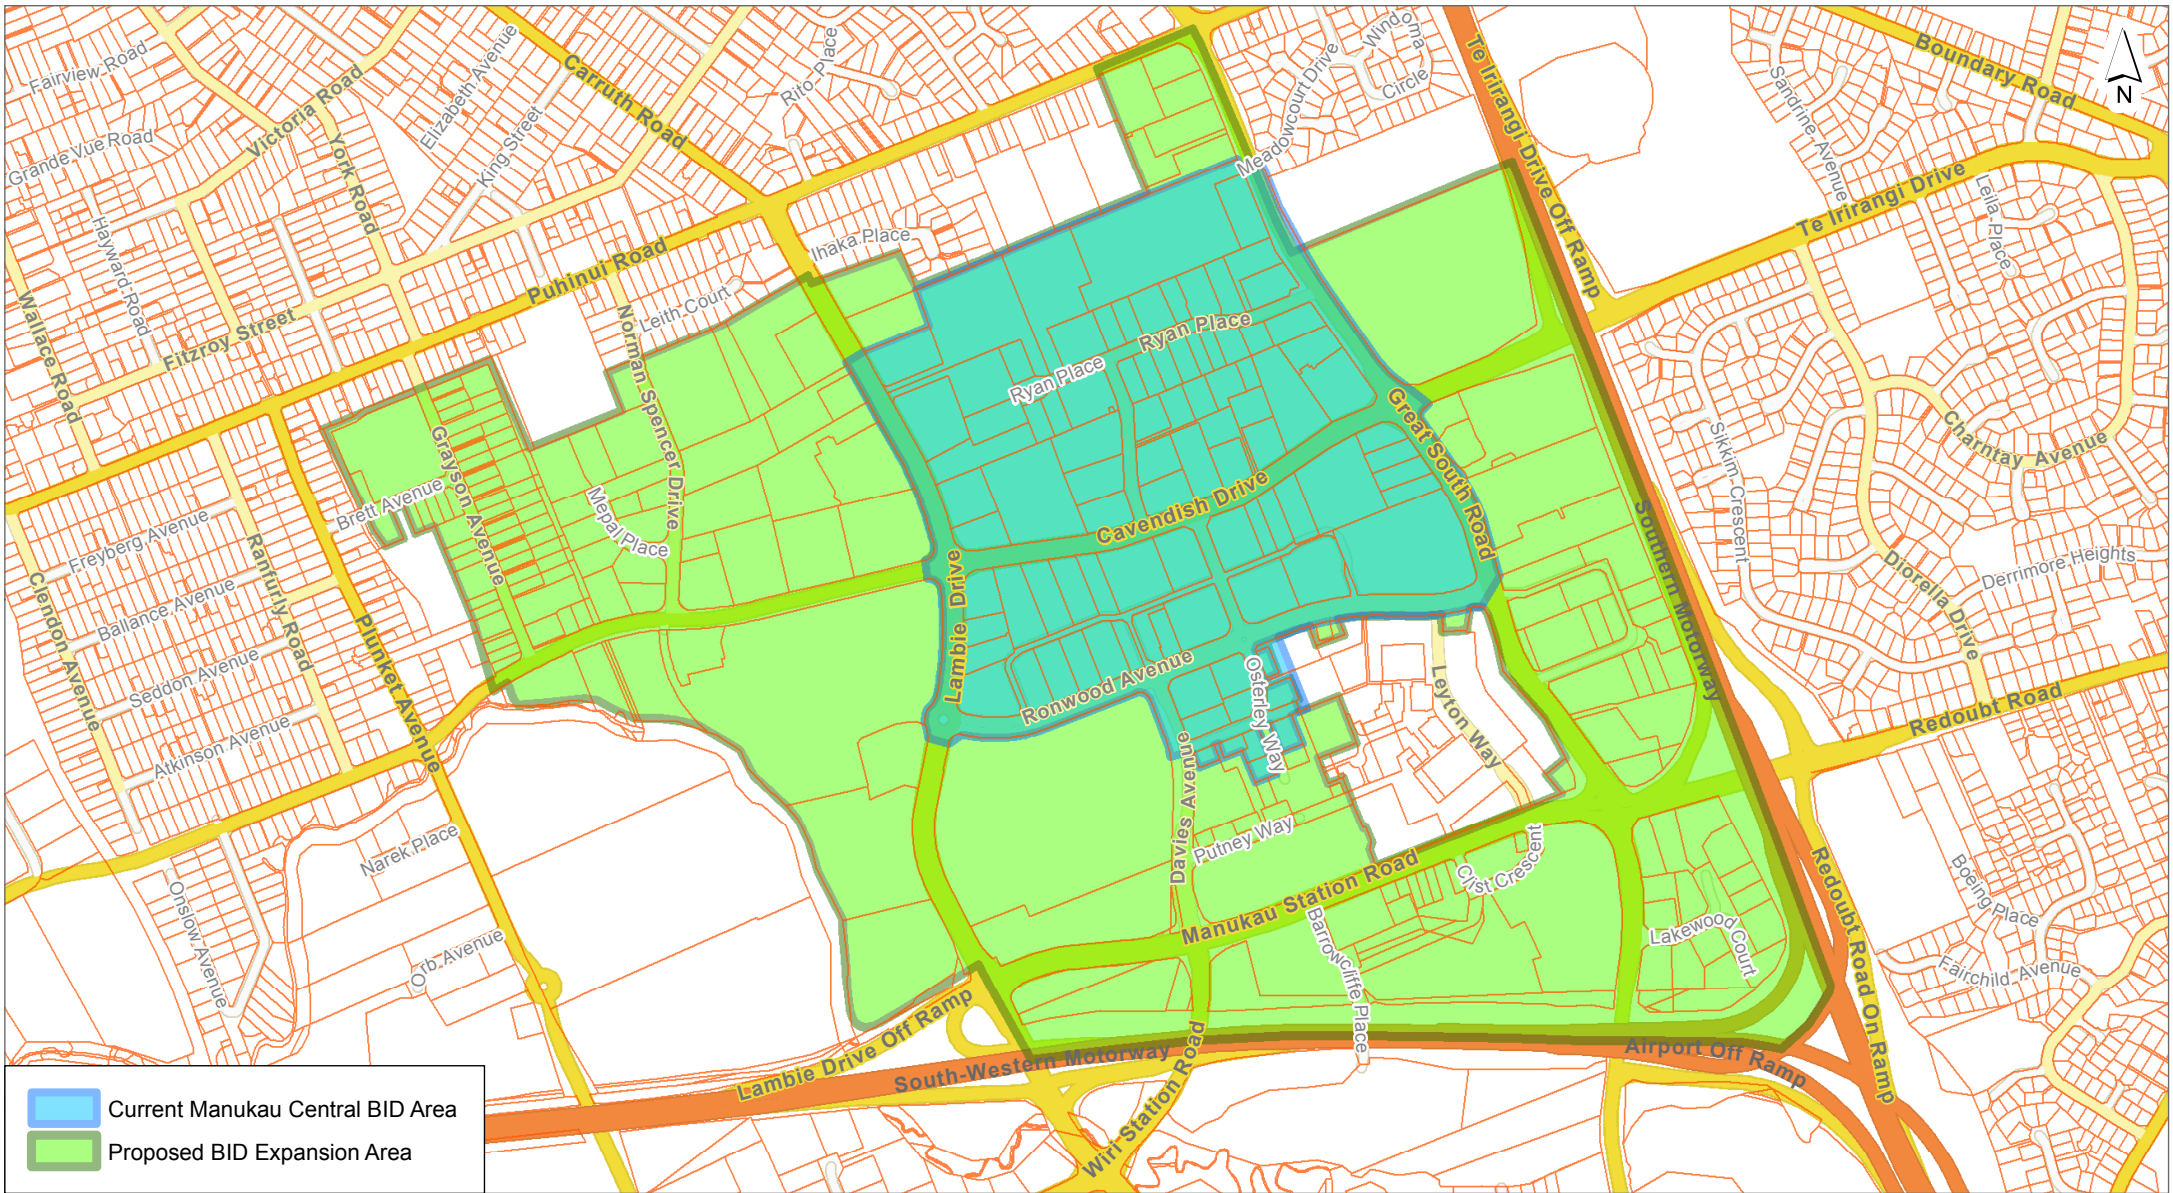 Fairview Road
Grande Vue Road
Victoria Road
York Road
Elizabeth Avenue
King Street
Carruth Road
Rito Place
Meadowcourt Drive
Windoma
Circle
Te Irirangi Drive Off Ramp
Boundary Road
Sandrine Avenue
N
Te Irirangi Drive
Leila Place
Hayward Road
Wallace Road
Fitzroy Street
Puhinui Road
Ihaka Place
Leith Court
Norman Spencer Drive
Ryan Place
Ryan Place
Great South Road
Cavendish Drive
Grayson Avenue
Brett Avenue
Mepal Place
Freyberg Avenue
Ranfurly Road
Clendon Avenue
Ballance Avenue
Seddon Avenue
Atkinson Avenue
Plunket Avenue
Lambie Drive
Ronwood Avenue
Osterley Way
Leyton Way
Southern Motorway
Sikkim Crescent
Charntay Avenue
Diorella Drive
Derrimore Heights
Redoubt Road
Davies Avenue
Putney Way
Manukau Station Road
Clist Crescent
Barrowcliffe Place
Lakewood Court
Redoubt Road On Ramp
Boeing Place
Fairchild Avenue
Narek Place
Onslow Avenue
Orb Avenue
Lambie Drive Off Ramp
South-Western Motorway
Wiri Station Road
Airport Off Ramp
Current Manukau Central BID Area
Proposed BID Expansion Area